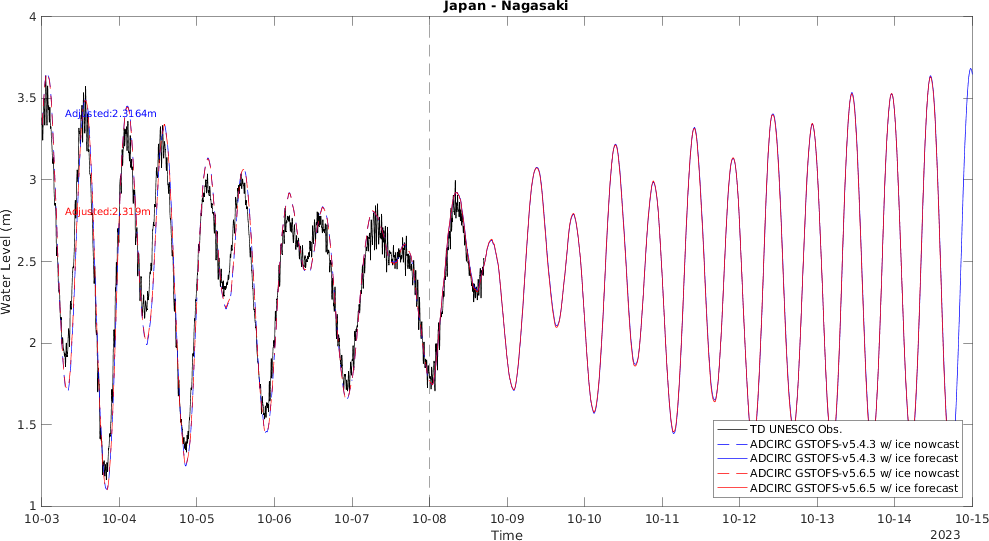 Japan - Nagasaki
4
3.5
3
2.5
2
1.5
1
Water Level (m)
Adjusted:2.3164m
Adjusted:2.319m
TD UNESCO Obs.
ADCIRC GSTOFS-v5.4.3 w/ ice nowcast
ADCIRC GSTOFS-v5.4.3 w/ ice forecast
ADCIRC GSTOFS-v5.6.5 w/ ice nowcast
ADCIRC GSTOFS-v5.6.5 w/ ice forecast
10-03 10-04 10-05 10-06 10-07 10-08 10-09 10-10 10-11 10-12 10-13 10-14 10-15
Time
2023